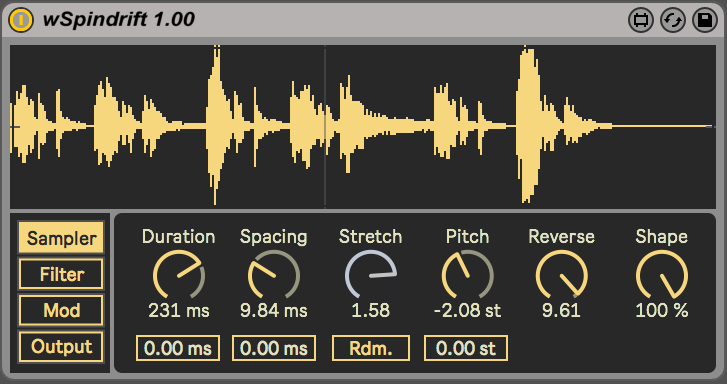 wSpindrift 1.00
Sampler
Filter
Mod
Output
Duration Spacing Stretch Pitch Reverse Shape
231 ms 9.84 ms 1.58 -2.08 st 9.61 100 %
0.00 ms 0.00 ms Rdm. 0.00 st